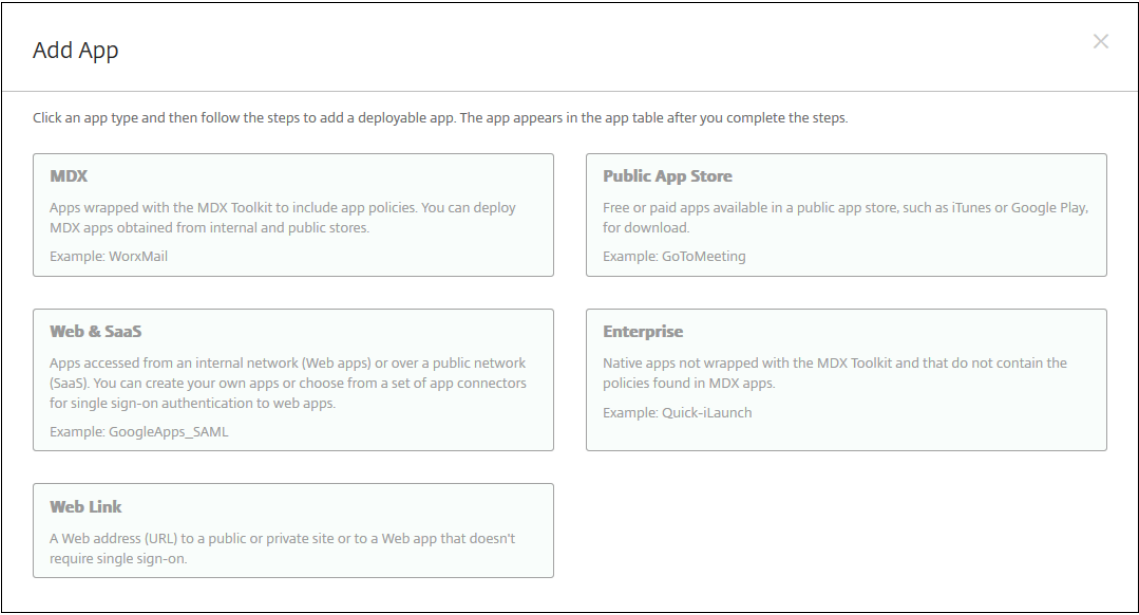 Add App
Click an app type and then follow the steps to add a deployable app. The app appears in the app table after you complete the steps.
MDX
Apps wrapped with the MDX Toolkit to include app policies. You can deploy
MDX apps obtained from internal and public stores.
Example: WorxMail
Public App Store
Free or paid apps available in a public app store, such as iTunes or Google Play,
for download.
Example: GoToMeeting
Web & SaaS
Apps accessed from an internal network (Web apps) or over a public network
(SaaS). You can create your own apps or choose from a set of app connectors
for single sign-on authentication to web apps.
Example: GoogleApps_SAML
Enterprise
Native apps not wrapped with the MDX Toolkit and that do not contain the
policies found in MDX apps.
Example: Quick-iLaunch
Web Link
A Web address (URL) to a public or private site or to a Web app that doesn't
require single sign-on.